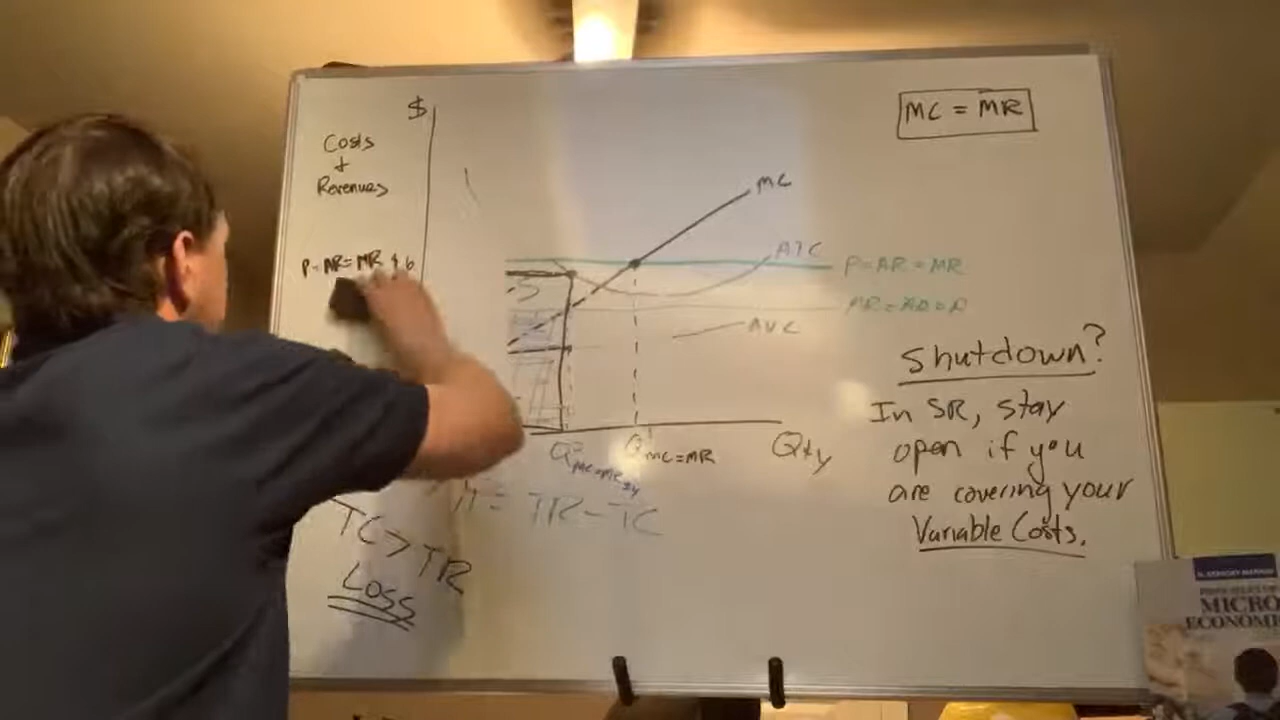 $
MC = MR
Costs
+
Revenues
MC
P=AR=MR $6
ATC
P=AR=MR
AVC
Shutdown?
In SR, stay
open if you
are covering your
Variable Costs.
Q MC=MR
Qty
= TR-TC
TC > TR
Loss
MICRO